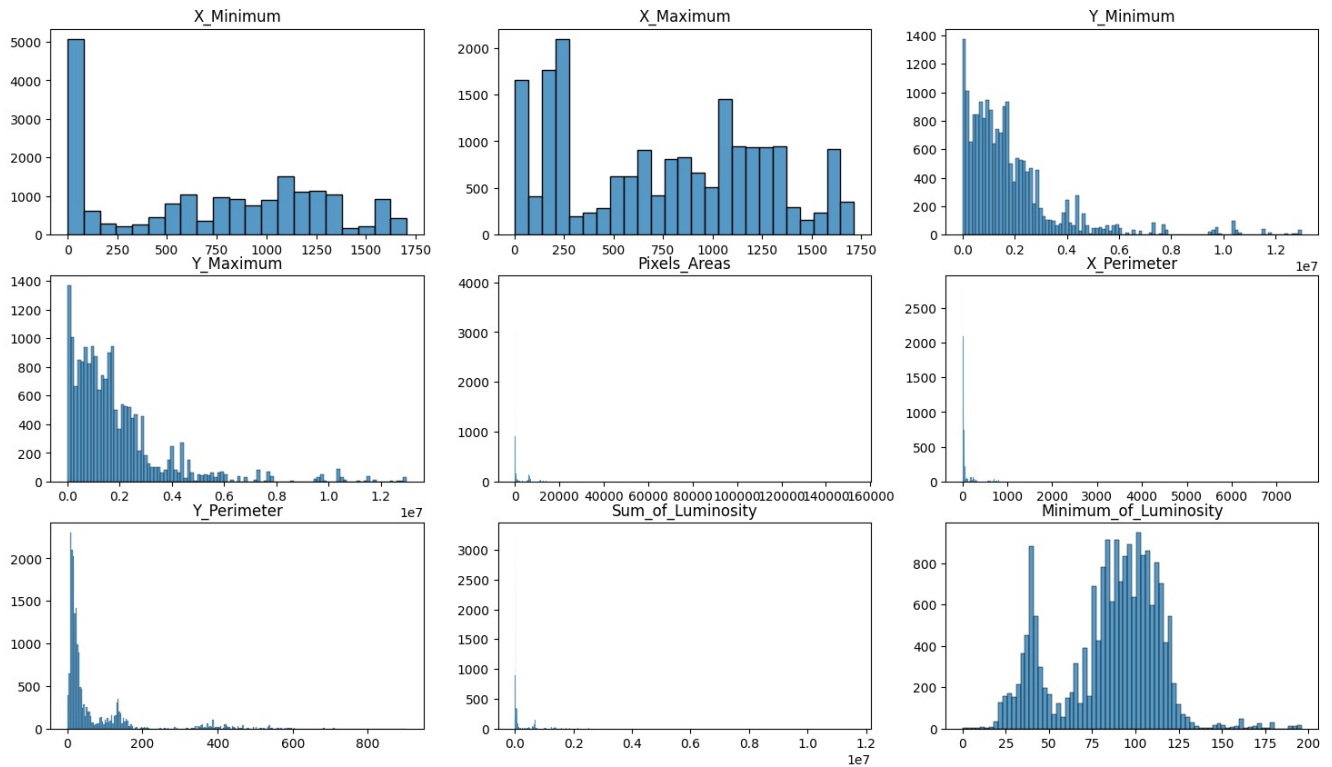 X_Minimum
5000
4000
3000
2000
1000
0
0 250 500 750 1000 1250 1500 1750
X_Maximum
2000
1500
1000
500
0
0 250 500 750 1000 1250 1500 1750
Y_Minimum
1400
1200
1000
800
600
400
200
0
0.0 0.2 0.4 0.6 0.8 1.0 1.2
1e7
Y_Maximum
1400
1200
1000
800
600
400
200
0
0.0 0.2 0.4 0.6 0.8 1.0 1.2
1e7
Pixels_Areas
4000
3000
2000
1000
0
0 20000 40000 60000 80000 100000 120000 140000 160000
X_Perimeter
2500
2000
1500
1000
500
0
0 1000 2000 3000 4000 5000 6000 7000
Y_Perimeter
2000
1500
1000
500
0
0 200 400 600 800
Sum_of_Luminosity
3000
2500
2000
1500
1000
500
0
0.0 0.2 0.4 0.6 0.8 1.0 1.2
1e7
Minimum_of_Luminosity
800
600
400
200
0
0 25 50 75 100 125 150 175 200